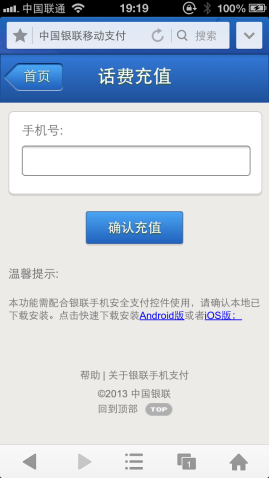 中国联通 19:19 100%
中国银联移动支付 搜索
首页 话费充值
手机号:
确认充值
温馨提示:
本功能需配合银联手机安全支付控件使用，请确认本地已
下载安装。点击快速下载安装Android版或者iOS版；
帮助 | 关于银联手机支付
©2013 中国银联
回到顶部 TOP
1